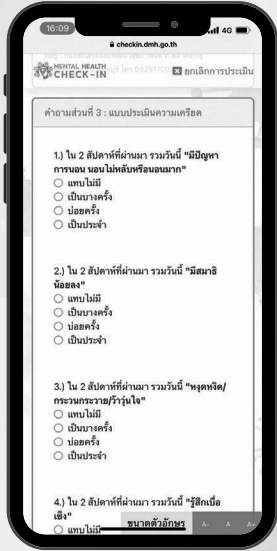 16:09
4G
checkin.dmh.go.th
MENTAL HEALTH
CHECK-IN
ยกเลิกการประเมิน
คำถามส่วนที่ 3 : แบบประเมินความเครียด
1.) ใน 2 สัปดาห์ที่ผ่านมา รวมวันนี้ "มีปัญหา
การนอน นอนไม่หลับหรือนอนมาก"
แทบไม่มี
เป็นบางครั้ง
บ่อยครั้ง
เป็นประจำ
2.) ใน 2 สัปดาห์ที่ผ่านมา รวมวันนี้ "มีสมาธิ
น้อยลง"
แทบไม่มี
เป็นบางครั้ง
บ่อยครั้ง
เป็นประจำ
3.) ใน 2 สัปดาห์ที่ผ่านมา รวมวันนี้ "หงุดหงิด/
กระวนกระวาย/ว้าวุ่นใจ"
แทบไม่มี
เป็นบางครั้ง
บ่อยครั้ง
เป็นประจำ
4.) ใน 2 สัปดาห์ที่ผ่านมา รวมวันนี้ "รู้สึกเบื่อ
เซ็ง"
แทบไม่มี
ขนาดตัวอักษร A- A A+